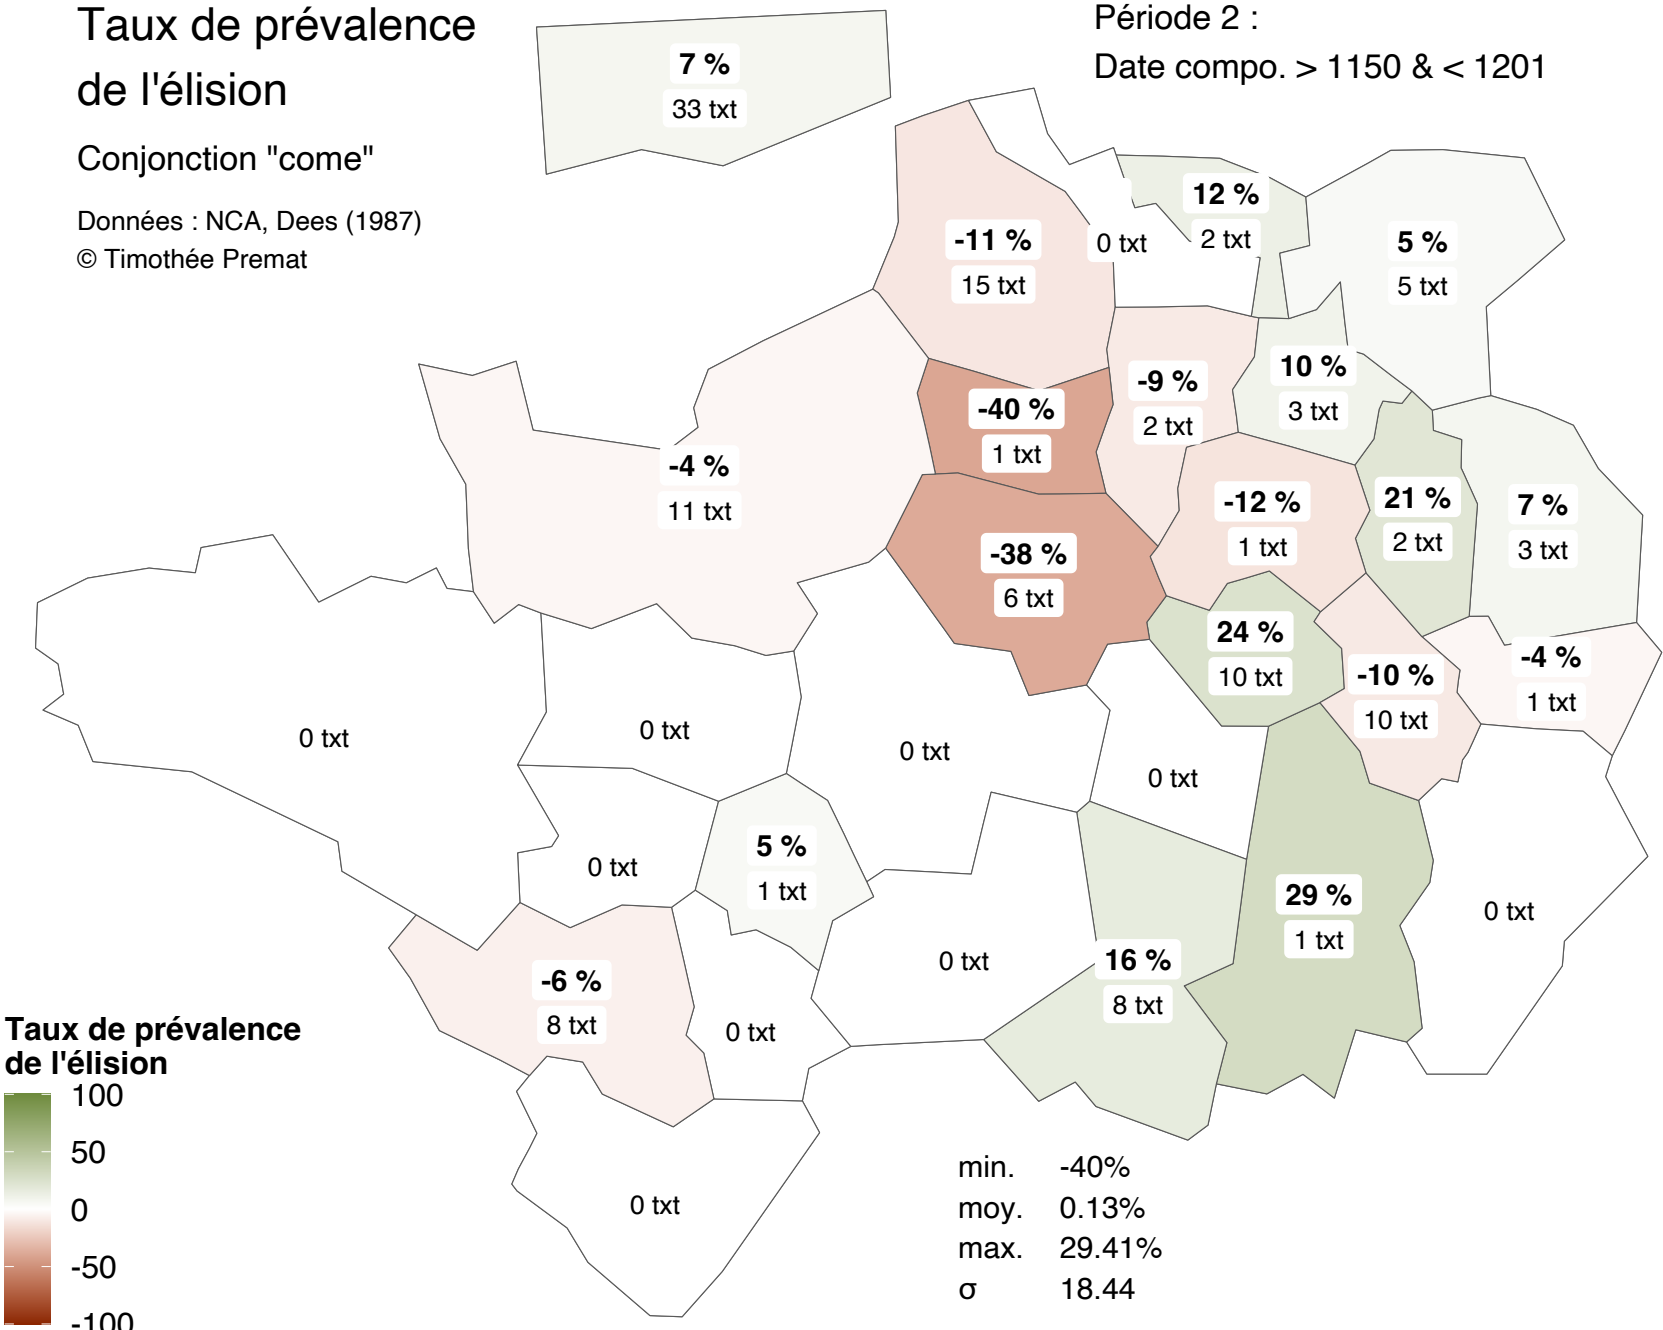 Taux de prévalence
de l'élision
Conjonction "come"
Données : NCA, Dees (1987)
© Timothée Premat
Période 2 :
Date compo. > 1150 & < 1201
7 %
33 txt
-11 %
15 txt
0 txt
12 %
2 txt
5 %
5 txt
-4 %
11 txt
-40 %
1 txt
-9 %
2 txt
10 %
3 txt
-38 %
6 txt
-12 %
1 txt
21 %
2 txt
7 %
3 txt
24 %
10 txt
-10 %
10 txt
-4 %
1 txt
0 txt
0 txt
0 txt
0 txt
0 txt
5 %
1 txt
29 %
1 txt
0 txt
-6 %
8 txt
0 txt
0 txt
16 %
8 txt
0 txt
Taux de prévalence
de l'élision
100
50
0
-50
-100
min. -40%
moy. 0.13%
max. 29.41%
σ 18.44